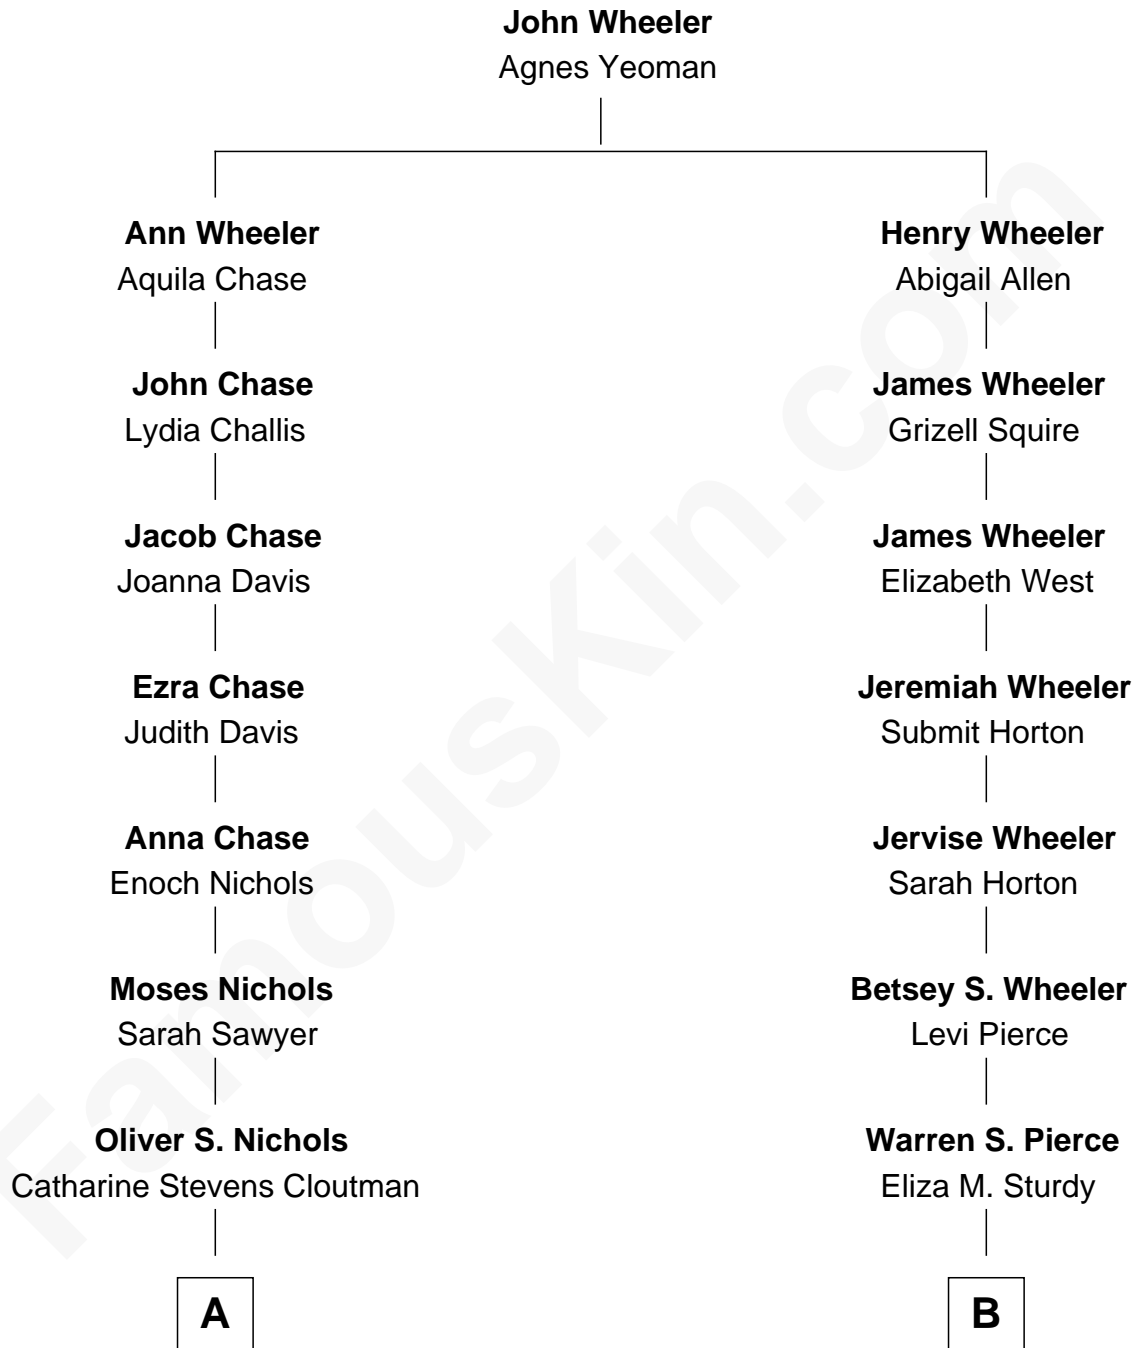 John Wheeler
Agnes Yeoman
Ann Wheeler
Aquila Chase
John Chase
Lydia Challis
Jacob Chase
Joanna Davis
Ezra Chase
Judith Davis
Anna Chase
Enoch Nichols
Moses Nichols
Sarah Sawyer
Oliver S. Nichols
Catharine Stevens Cloutman
A
Henry Wheeler
Abigail Allen
James Wheeler
Grizell Squire
James Wheeler
Elizabeth West
Jeremiah Wheeler
Submit Horton
Jervise Wheeler
Sarah Horton
Betsey S. Wheeler
Levi Pierce
Warren S. Pierce
Eliza M. Sturdy
B
FamousKin.com